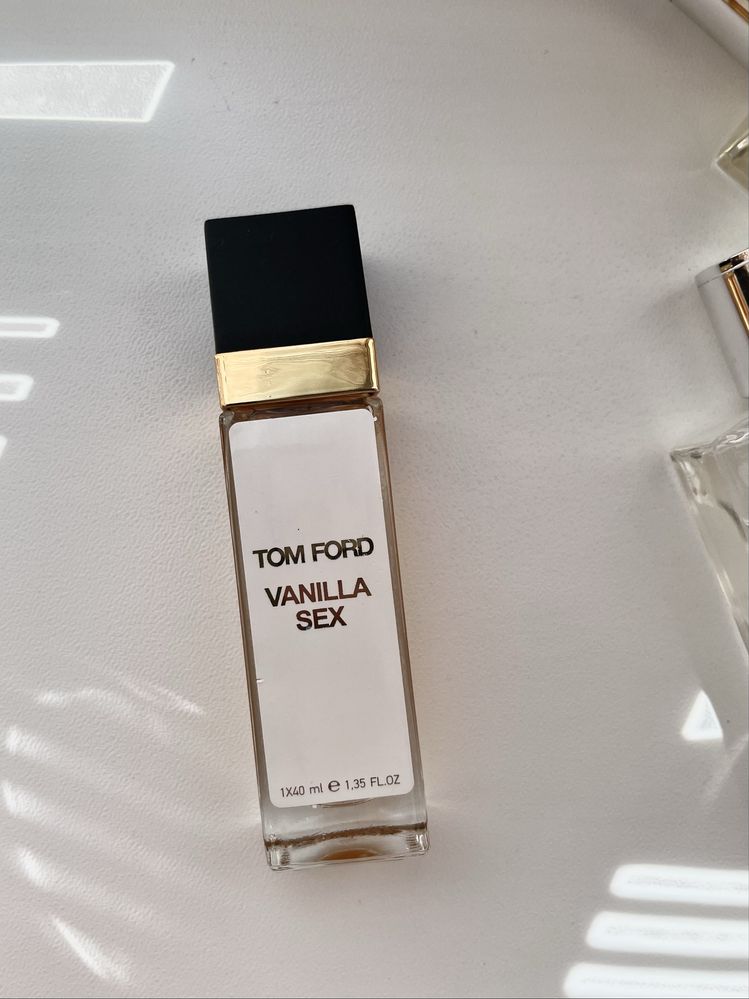 TOM FORD
VANILLA
SEX
1X40 ml ℮ 1,35 FL.OZ